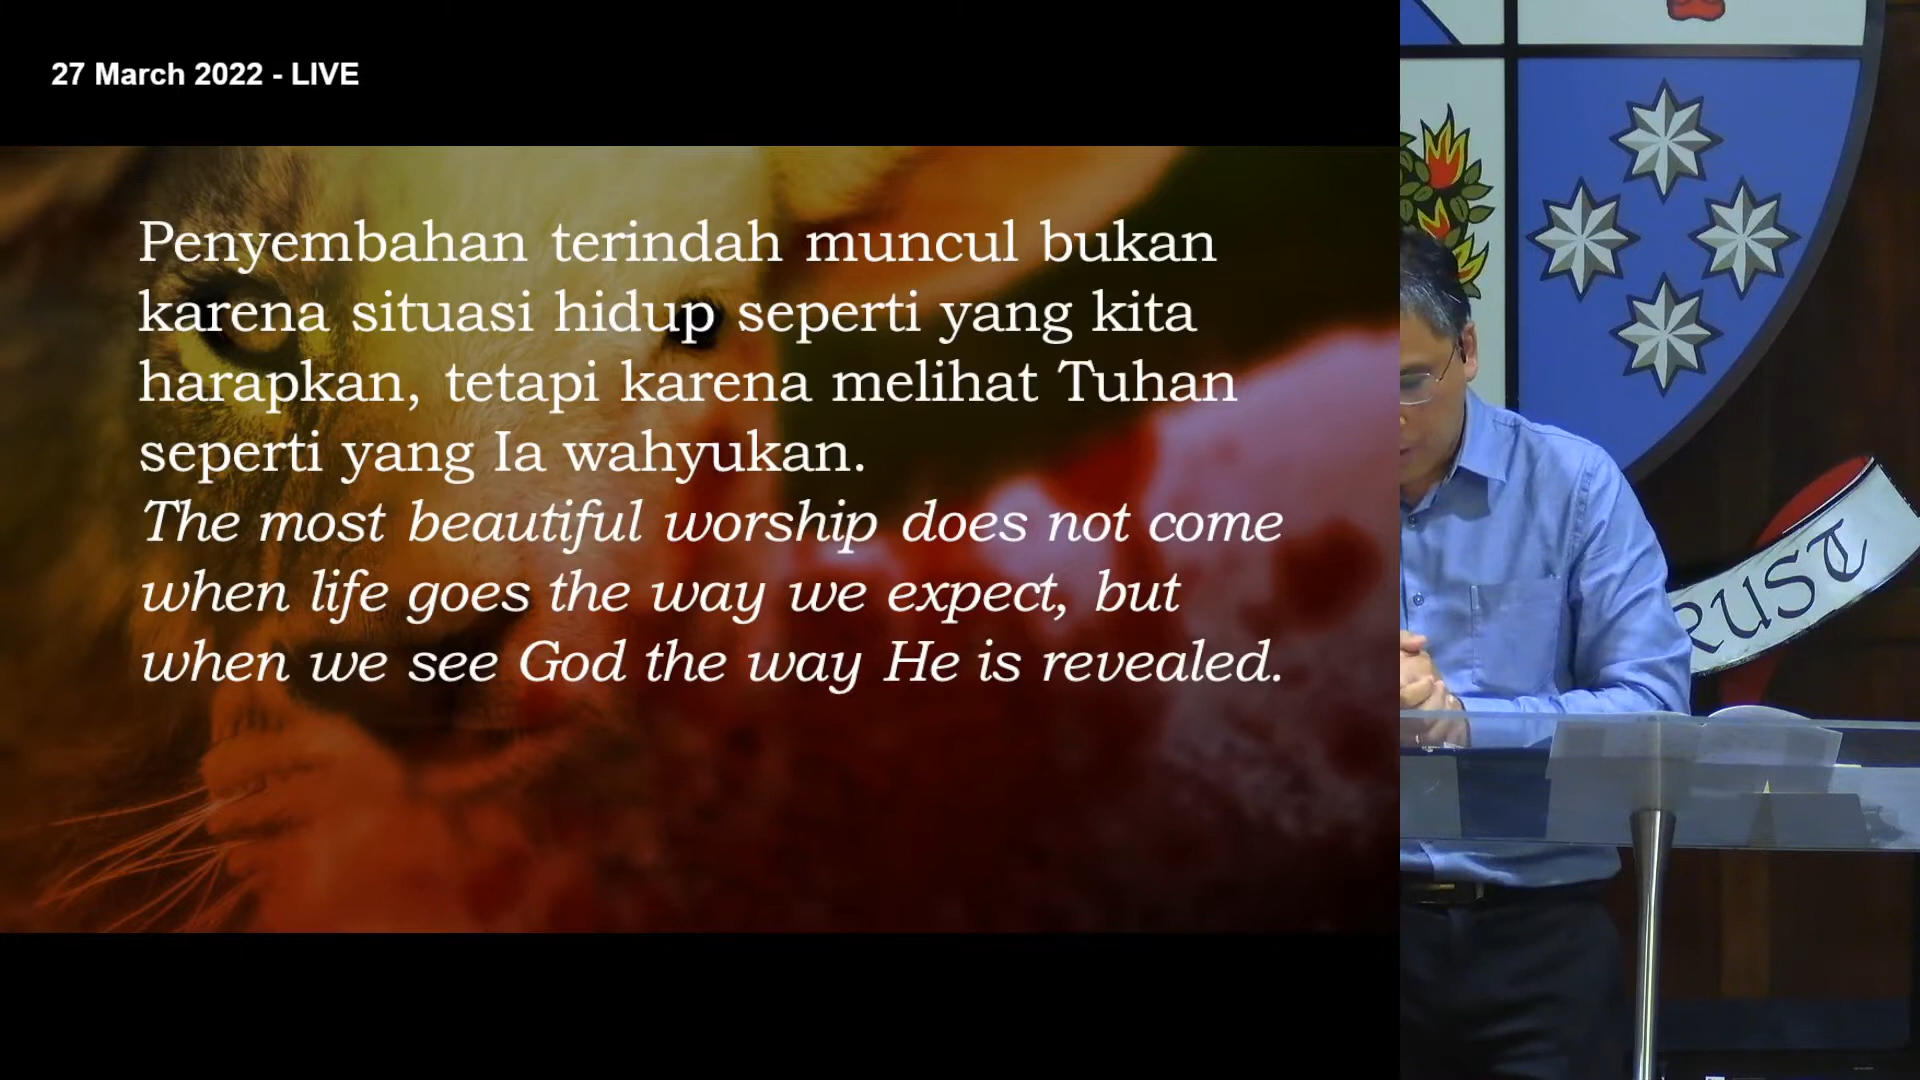 27 March 2022 - LIVE
Penyembahan terindah muncul bukan
karena situasi hidup seperti yang kita
harapkan, tetapi karena melihat Tuhan
seperti yang Ia wahyukan.
The most beautiful worship does not come
when life goes the way we expect, but
when we see God the way He is revealed.
RUST